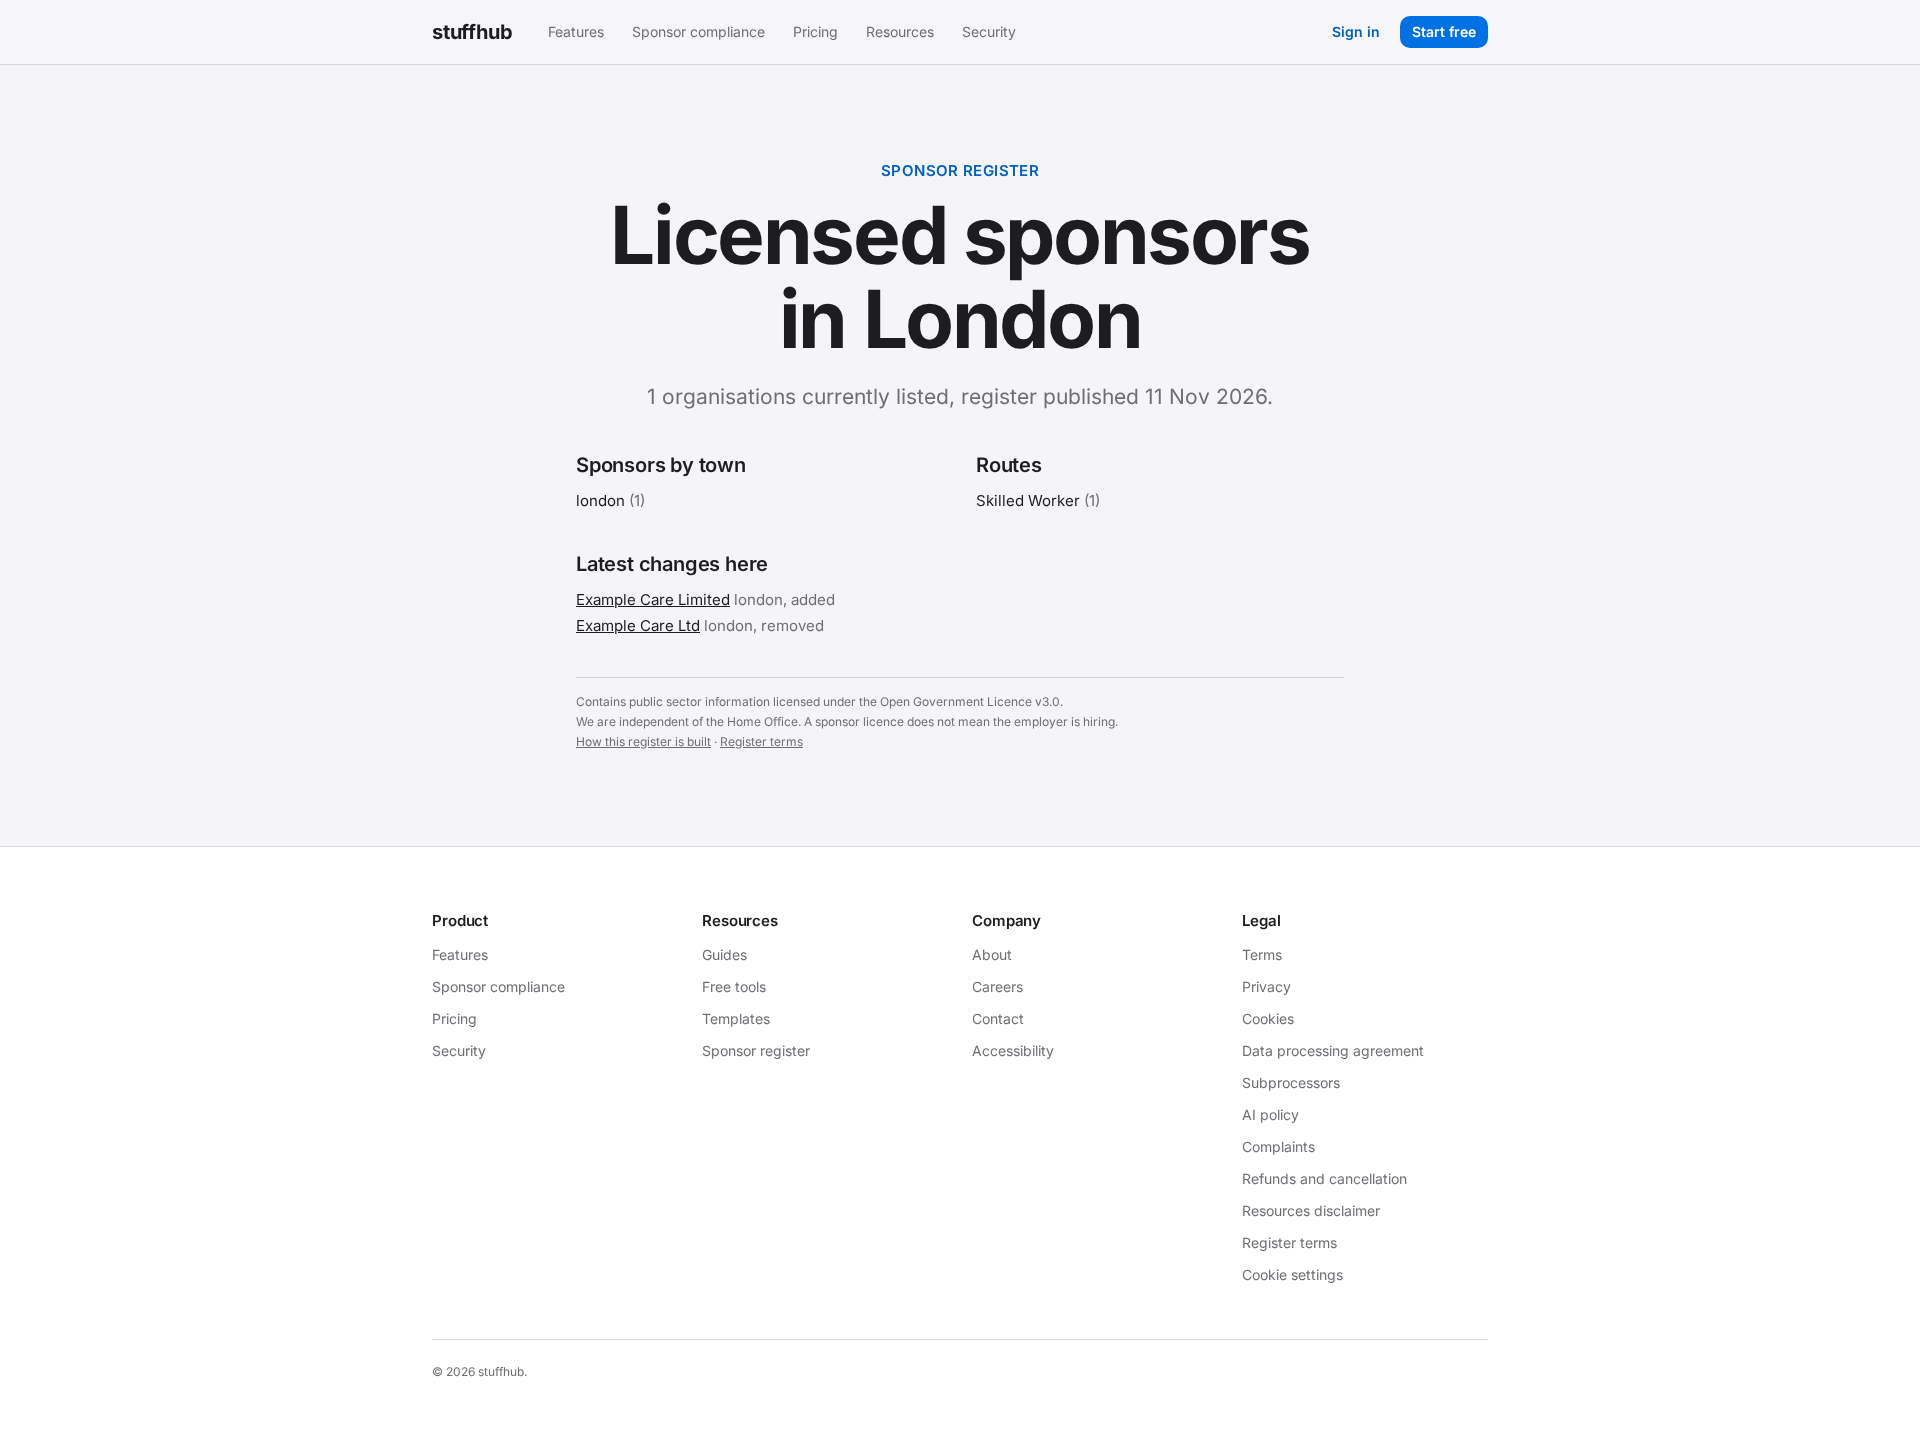 stuffhub
Features
Sponsor compliance
Pricing
Resources
Security
Sign in
Start free
SPONSOR REGISTER
Licensed sponsors
in London
1 organisations currently listed, register published 11 Nov 2026.
Sponsors by town
london (1)
Routes
Skilled Worker (1)
Latest changes here
Example Care Limited london, added
Example Care Ltd london, removed
Contains public sector information licensed under the Open Government Licence v3.0.
We are independent of the Home Office. A sponsor licence does not mean the employer is hiring.
How this register is built · Register terms
Product
Features
Sponsor compliance
Pricing
Security
Resources
Guides
Free tools
Templates
Sponsor register
Company
About
Careers
Contact
Accessibility
Legal
Terms
Privacy
Cookies
Data processing agreement
Subprocessors
AI policy
Complaints
Refunds and cancellation
Resources disclaimer
Register terms
Cookie settings
© 2026 stuffhub.